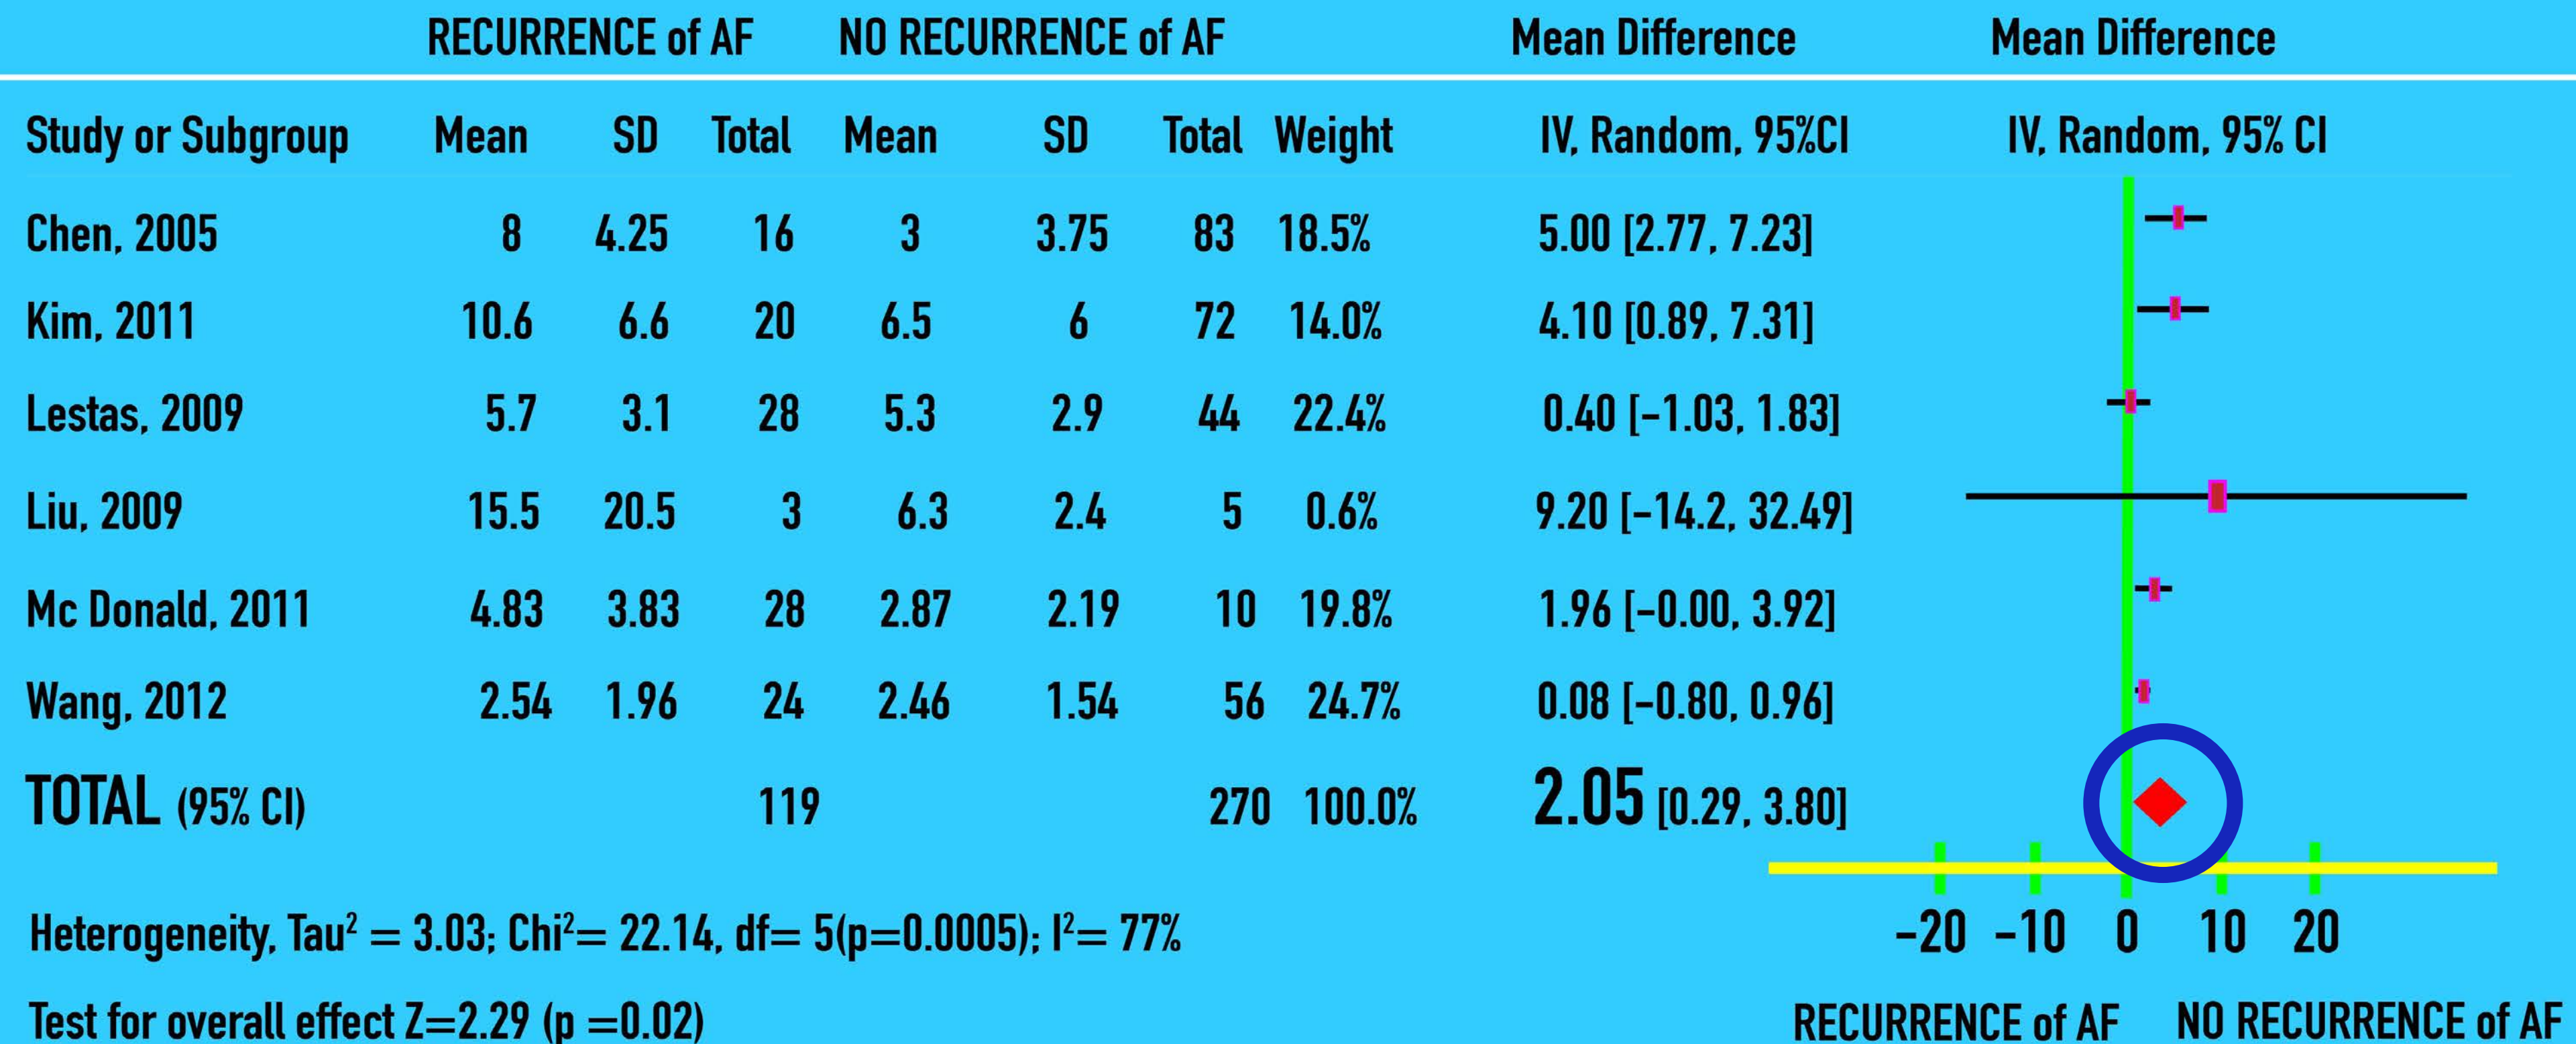 RECURRENCE of AF NO RECURRENCE of AF Mean Difference Mean Difference
Study or Subgroup Mean SD Total Mean SD Total Weight IV, Random, 95%CI IV, Random, 95% CI
Chen, 2005 8 4.25 16 3 3.75 83 18.5% 5.00 [2.77, 7.23]
Kim, 2011 10.6 6.6 20 6.5 6 72 14.0% 4.10 [0.89, 7.31]
Lestas, 2009 5.7 3.1 28 5.3 2.9 44 22.4% 0.40 [−1.03, 1.83]
Liu, 2009 15.5 20.5 3 6.3 2.4 5 0.6% 9.20 [−14.2, 32.49]
Mc Donald, 2011 4.83 3.83 28 2.87 2.19 10 19.8% 1.96 [−0.00, 3.92]
Wang, 2012 2.54 1.96 24 2.46 1.54 56 24.7% 0.08 [−0.80, 0.96]
TOTAL (95% CI) 119 270 100.0% 2.05 [0.29, 3.80]
Heterogeneity, Tau² = 3.03; Chi²= 22.14, df= 5(p=0.0005); I²= 77% −20 −10 0 10 20
Test for overall effect Z=2.29 (p =0.02) RECURRENCE of AF NO RECURRENCE of AF